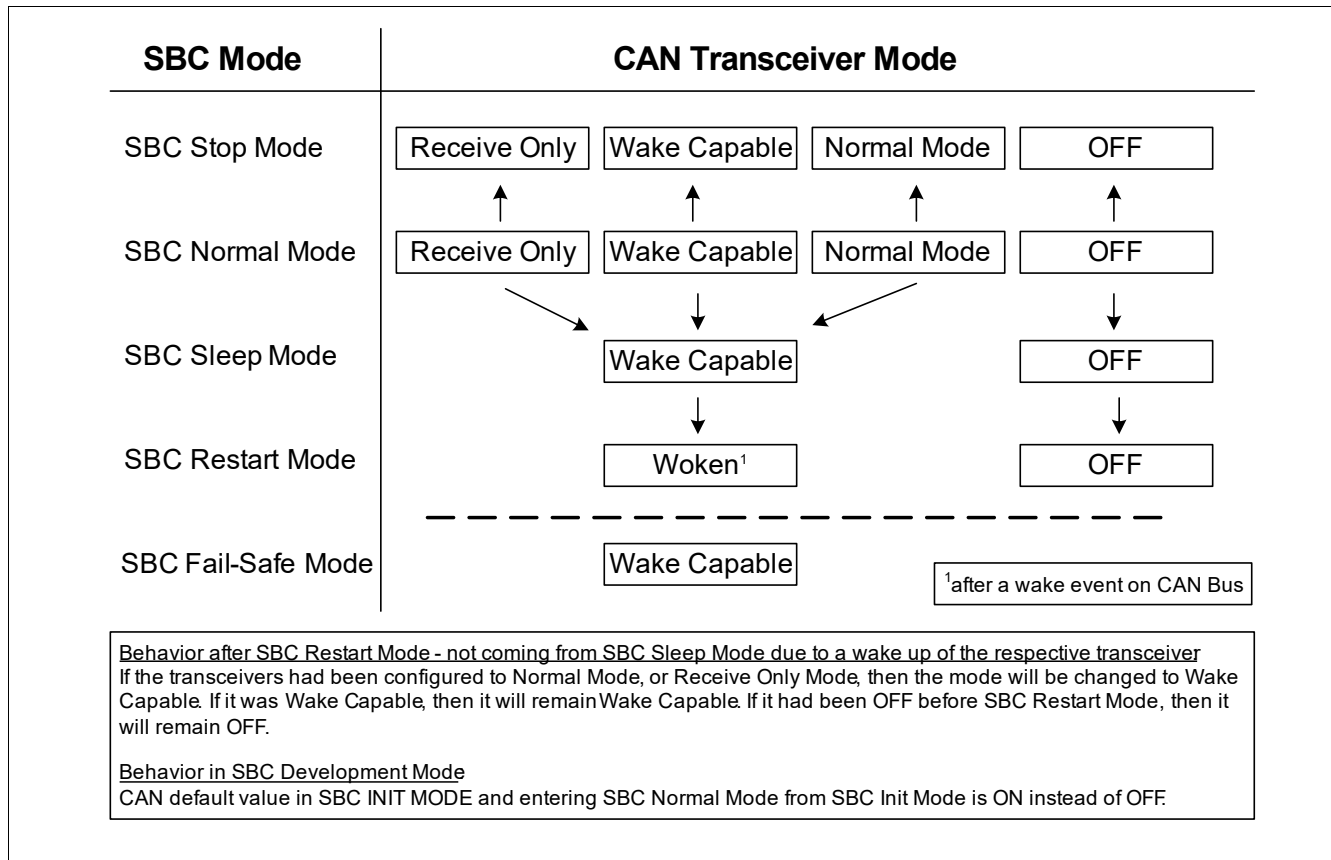 SBC Mode CAN Transceiver Mode
SBC Stop Mode Receive Only Wake Capable Normal Mode OFF
SBC Normal Mode Receive Only Wake Capable Normal Mode OFF
SBC Sleep Mode Wake Capable OFF
SBC Restart Mode Woken¹ OFF
SBC Fail-Safe Mode Wake Capable
¹after a wake event on CAN Bus
Behavior after SBC Restart Mode - not coming from SBC Sleep Mode due to a wake up of the respective transceiver
If the transceivers had been configured to Normal Mode, or Receive Only Mode, then the mode will be changed to Wake
Capable. If it was Wake Capable, then it will remain Wake Capable. If it had been OFF before SBC Restart Mode, then it
will remain OFF.
Behavior in SBC Development Mode
CAN default value in SBC INIT MODE and entering SBC Normal Mode from SBC Init Mode is ON instead of OFF.